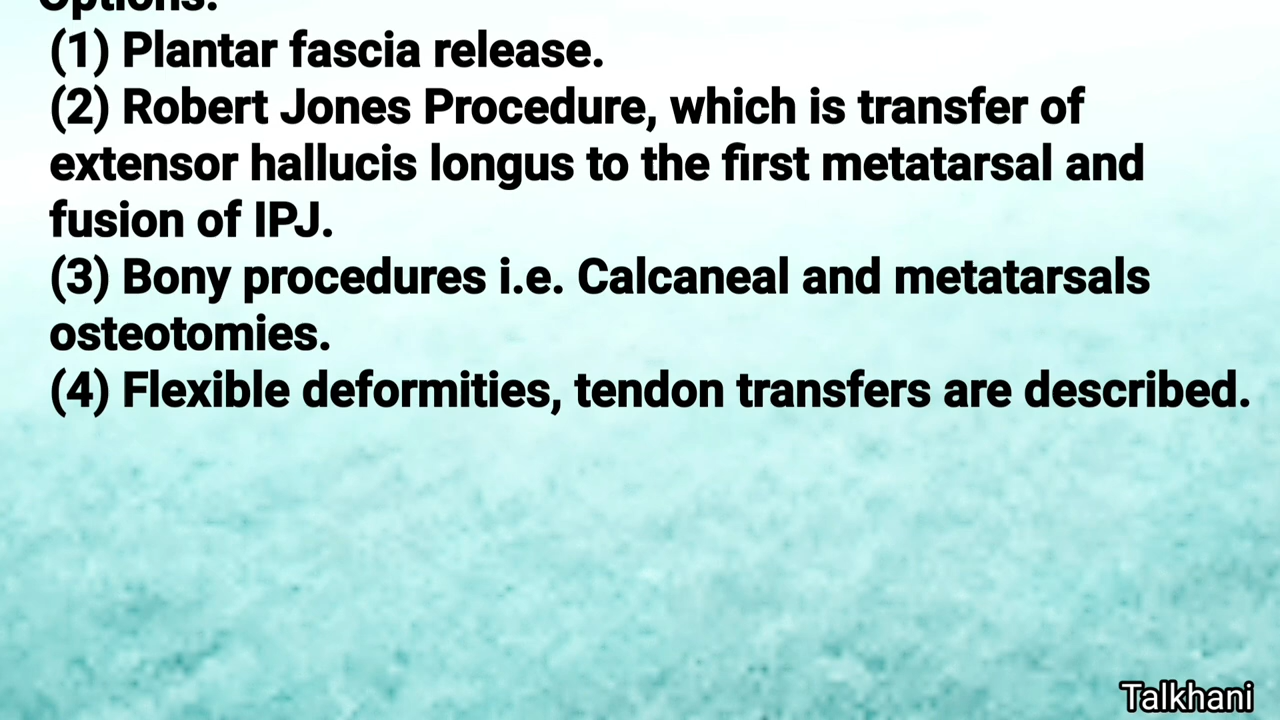 Options:
(1) Plantar fascia release.
(2) Robert Jones Procedure, which is transfer of
extensor hallucis longus to the first metatarsal and
fusion of IPJ.
(3) Bony procedures i.e. Calcaneal and metatarsals
osteotomies.
(4) Flexible deformities, tendon transfers are described.
Talkhani